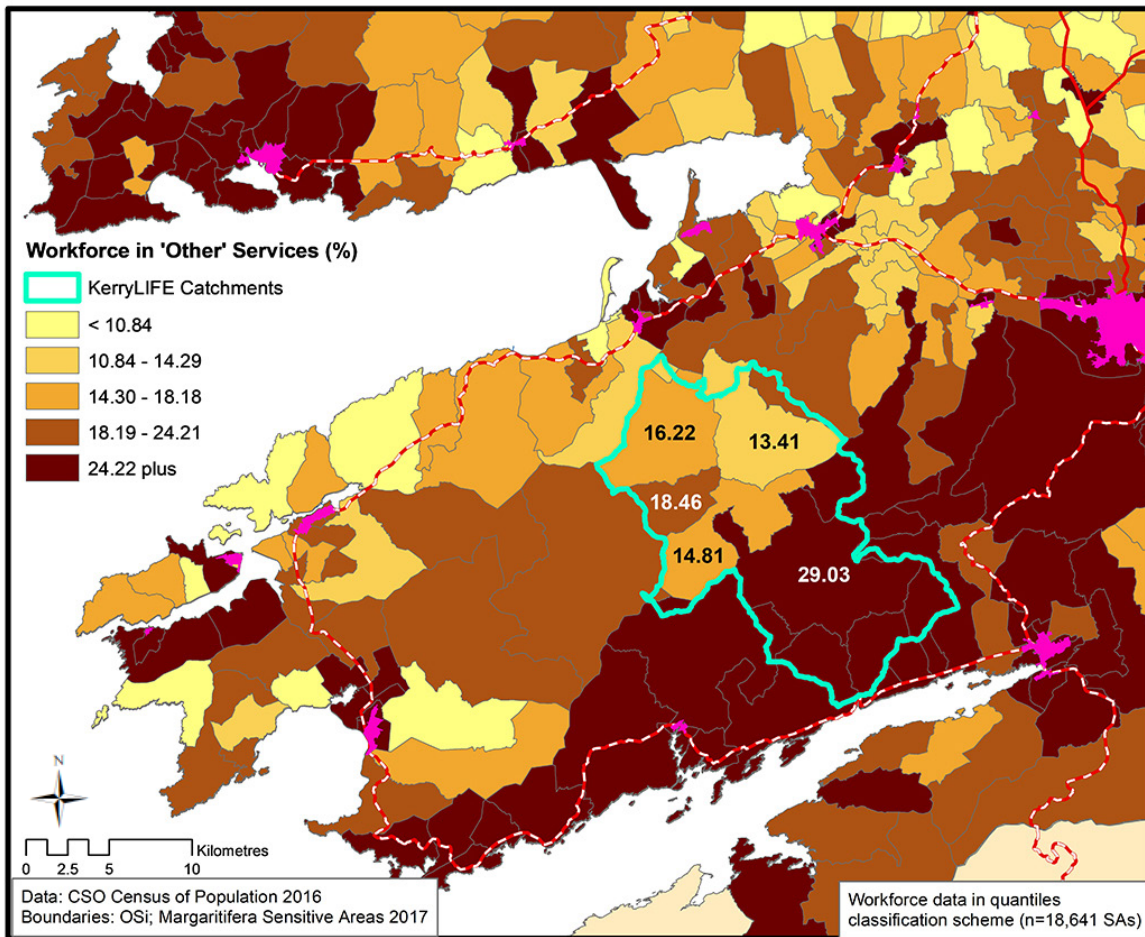 Workforce in 'Other' Services (%)
KerryLIFE Catchments
< 10.84
10.84 - 14.29
14.30 - 18.18
18.19 - 24.21
24.22 plus
16.22
13.41
18.46
14.81
29.03
N
Kilometres
0 2.5 5 10
Data: CSO Census of Population 2016
Boundaries: OSi; Margaritifera Sensitive Areas 2017
Workforce data in quantiles
classification scheme (n=18,641 SAs)